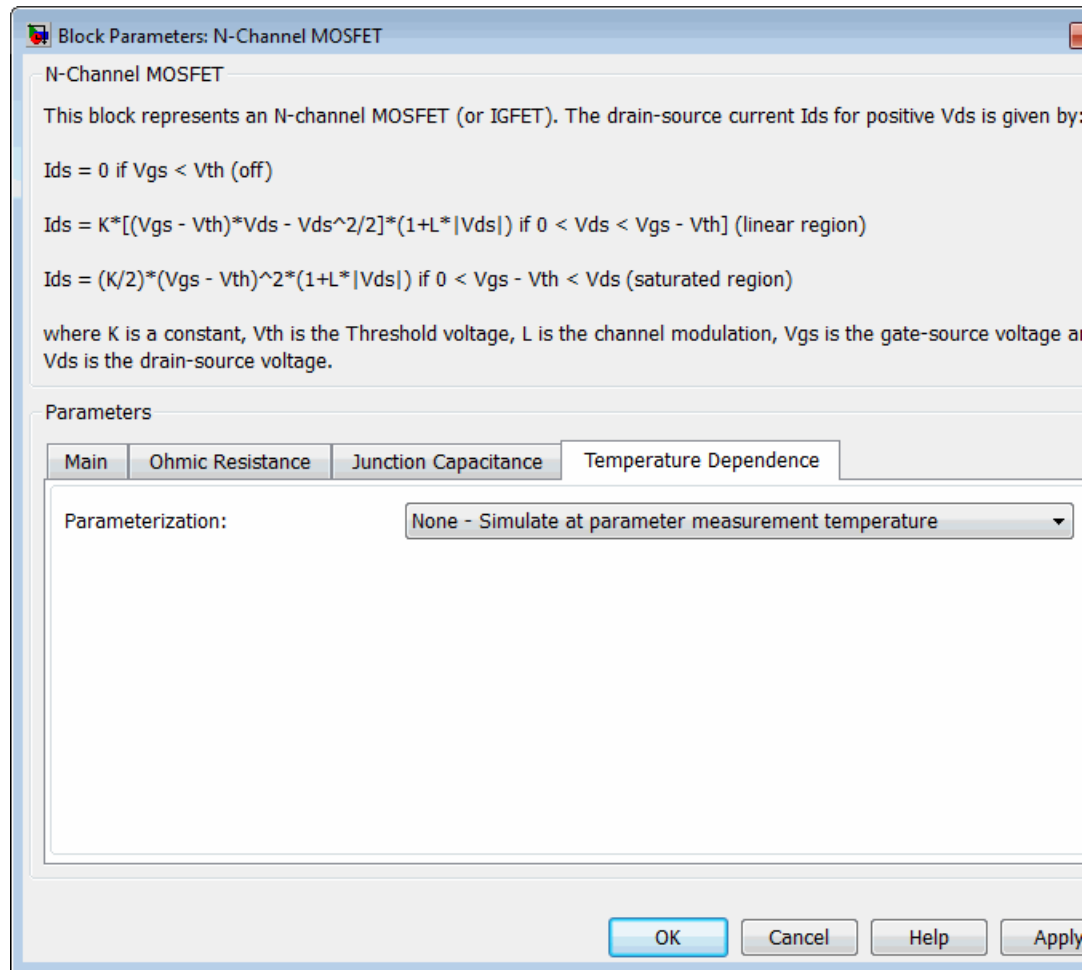 Block Parameters: N-Channel MOSFET
N-Channel MOSFET
This block represents an N-channel MOSFET (or IGFET). The drain-source current Ids for positive Vds is given by:
Ids = 0 if Vgs < Vth (off)
Ids = K*[(Vgs - Vth)*Vds - Vds^2/2]*(1+L*|Vds|) if 0 < Vds < Vgs - Vth] (linear region)
Ids = (K/2)*(Vgs - Vth)^2*(1+L*|Vds|) if 0 < Vgs - Vth < Vds (saturated region)
where K is a constant, Vth is the Threshold voltage, L is the channel modulation, Vgs is the gate-source voltage
Vds is the drain-source voltage.
Parameters
Main Ohmic Resistance Junction Capacitance Temperature Dependence
Parameterization: None - Simulate at parameter measurement temperature
OK Cancel Help Apply